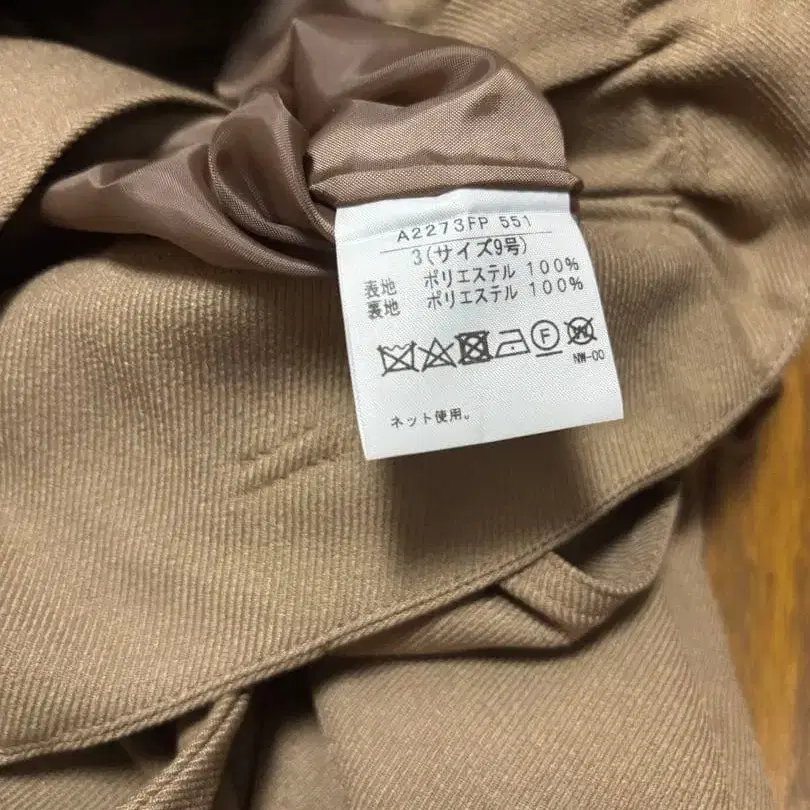 A2273FP 551
3(サイズ9号)
表地 ポリエステル 100%
裏地 ポリエステル 100%
F W
NW-00
ネット使用。